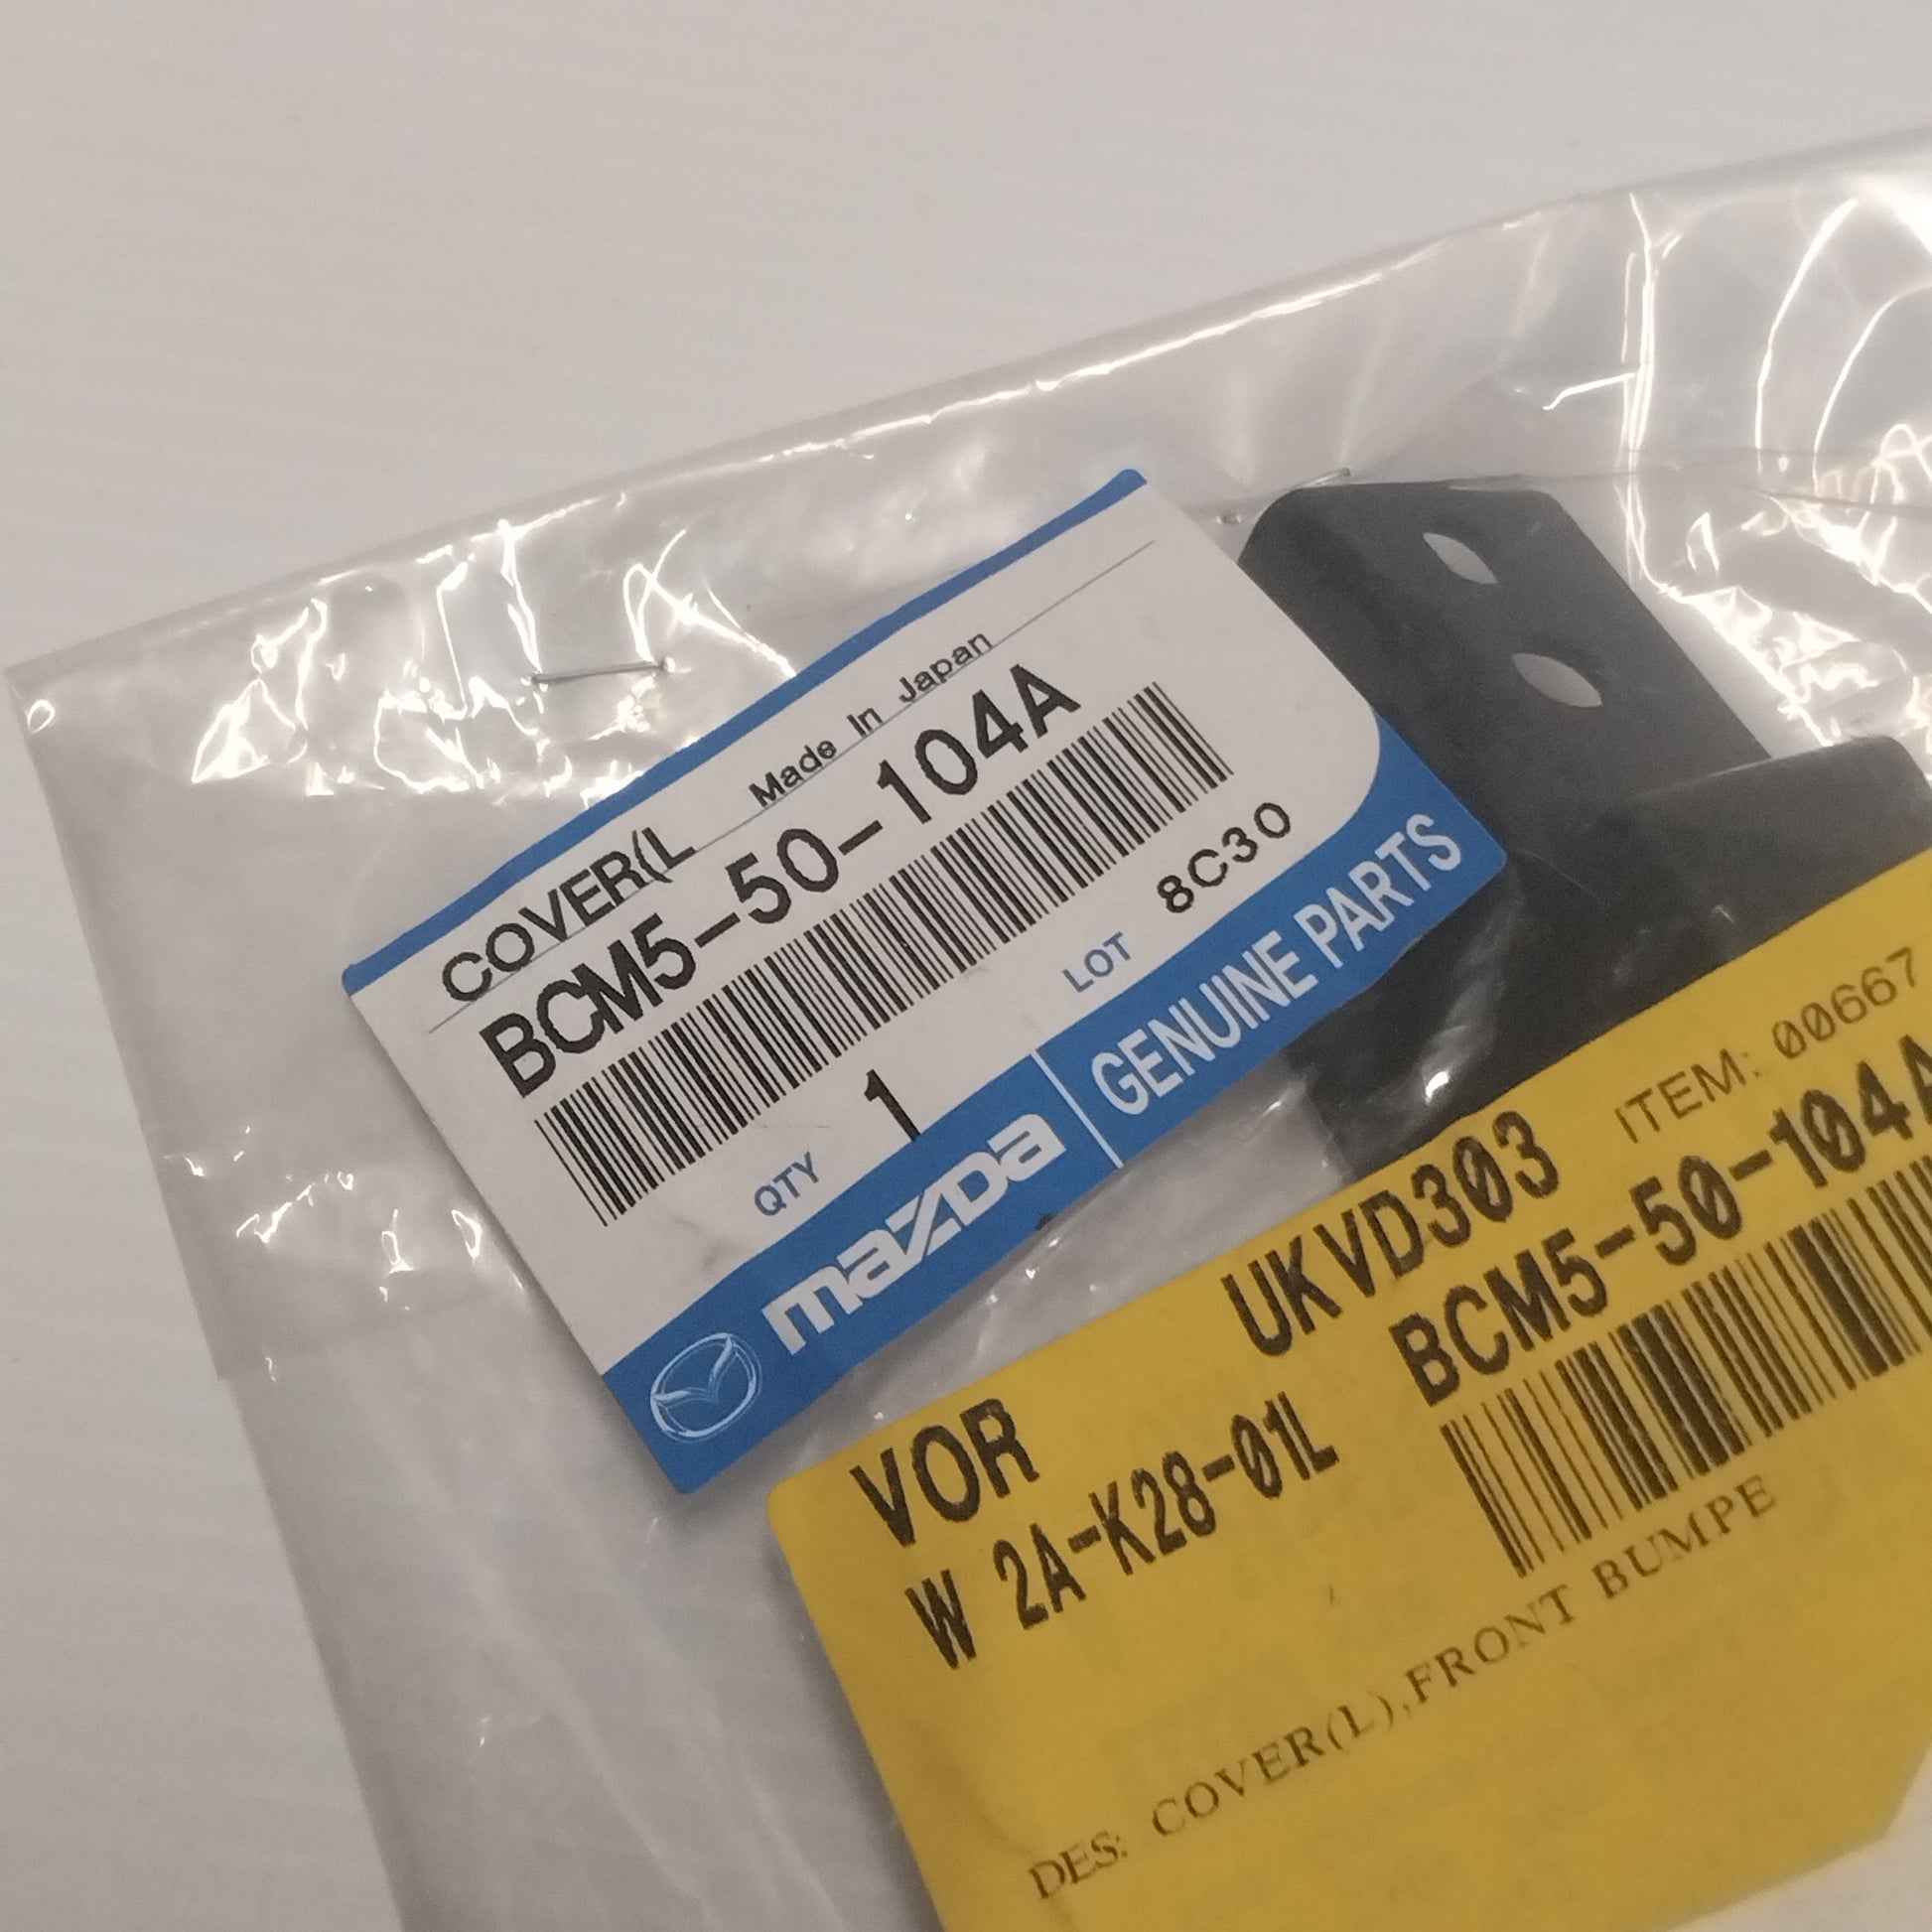 COVER(L
Made In Japan
BCM5-50-104A
QTY 1 LOT 8C30
mazda GENUINE PARTS
ITEM: 00667
VOR UKVD303
W 2A-K28-01L BCM5-50-104A
DES: COVER(L),FRONT BUMPE